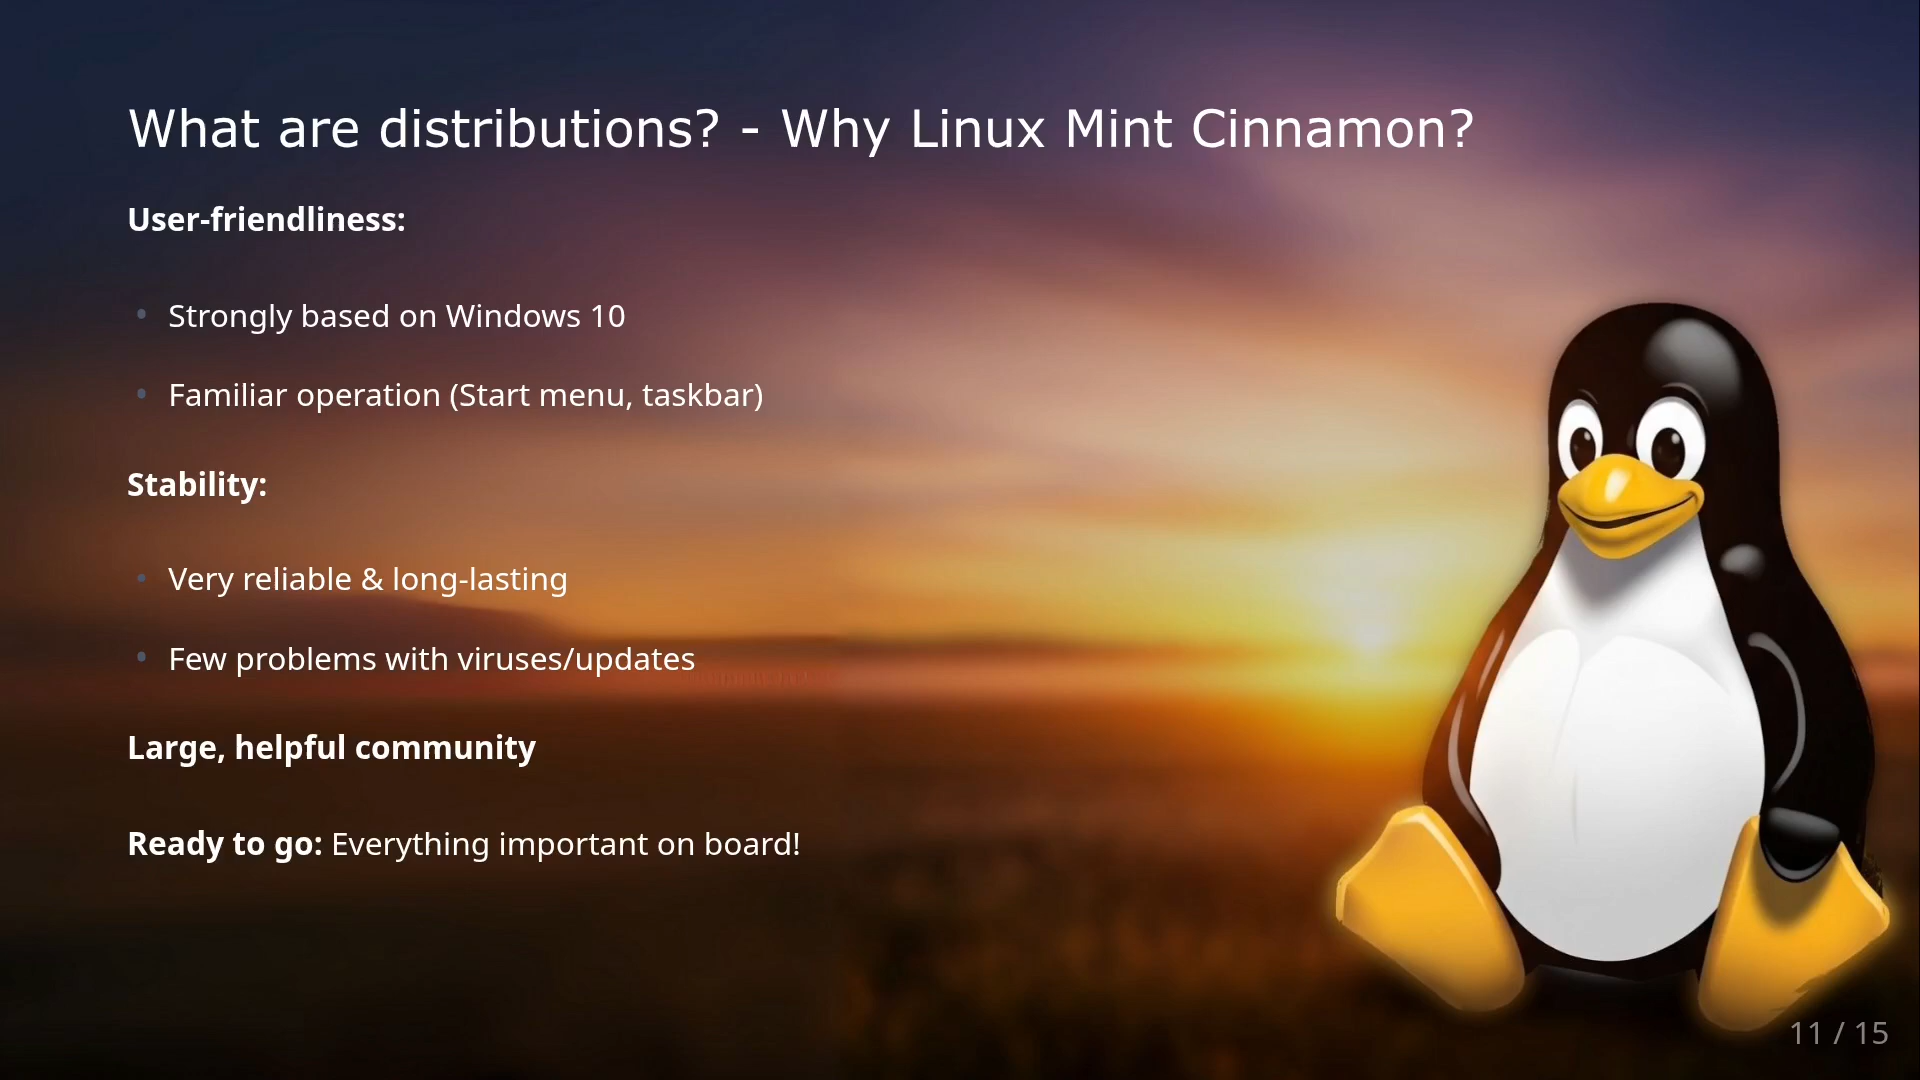 What are distributions? - Why Linux Mint Cinnamon?
User-friendliness:
• Strongly based on Windows 10
• Familiar operation (Start menu, taskbar)
Stability:
• Very reliable & long-lasting
• Few problems with viruses/updates
Large, helpful community
Ready to go: Everything important on board!
11 / 15